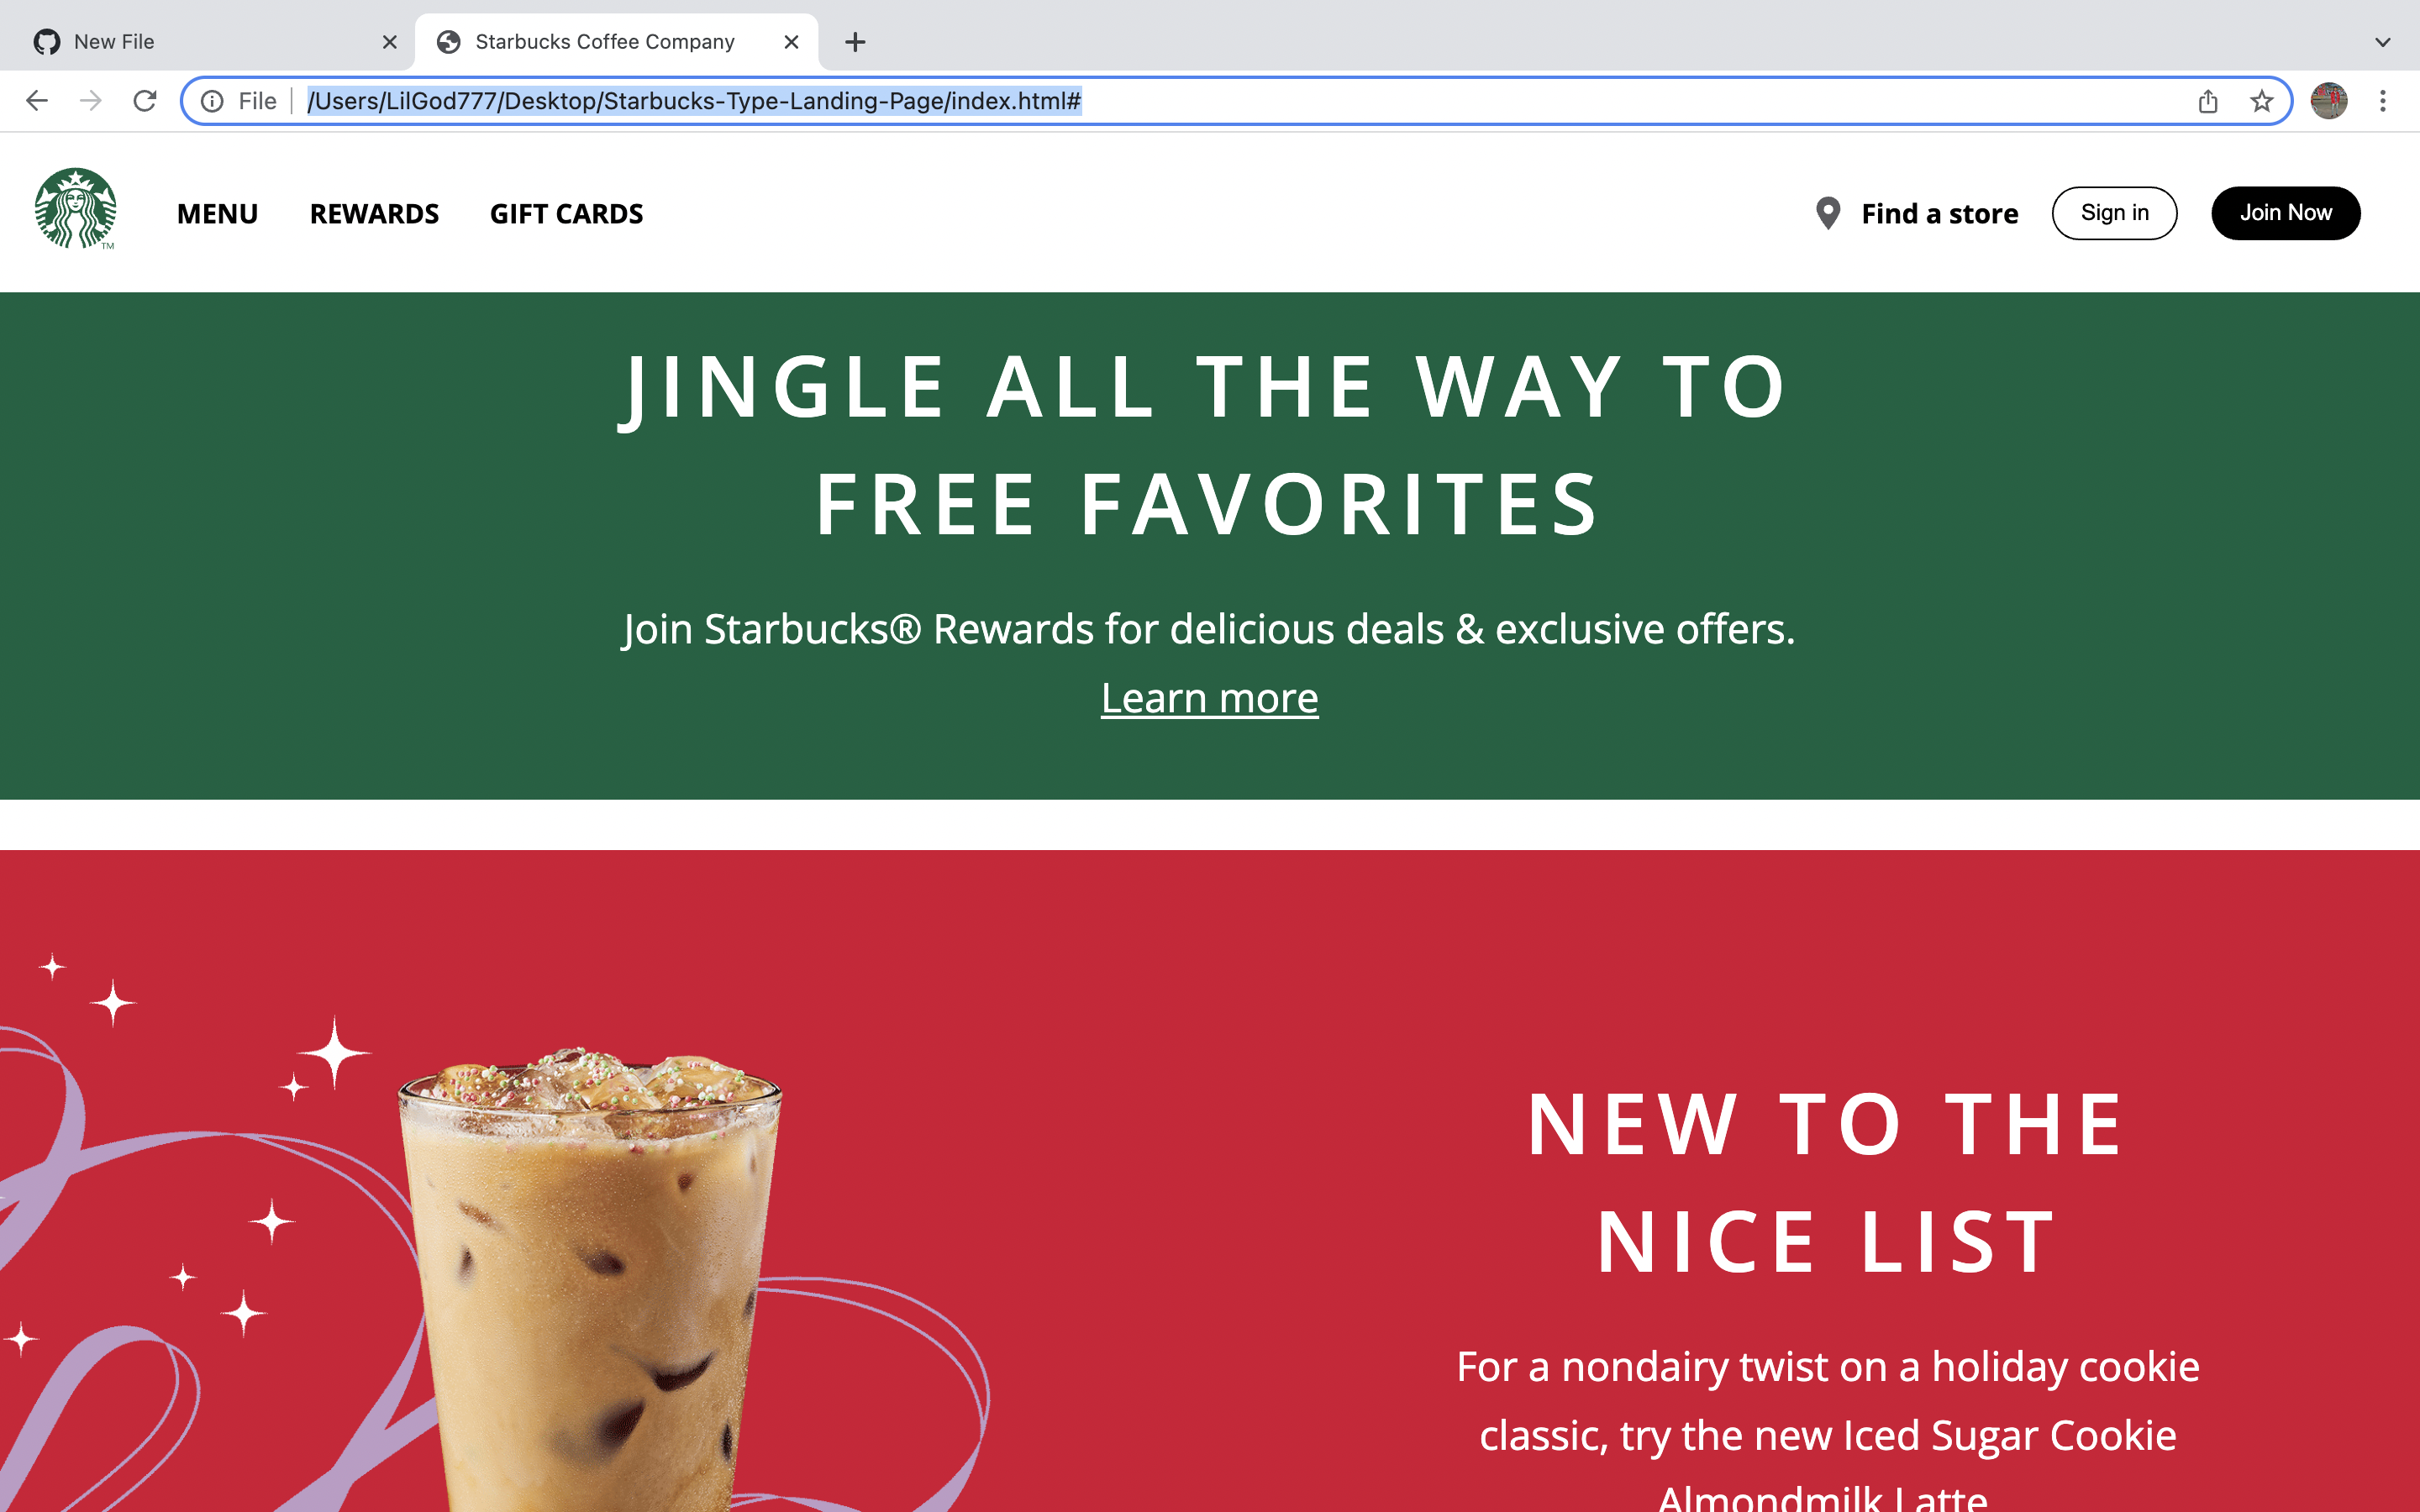 New File
Starbucks Coffee Company
File
/Users/LilGod777/Desktop/Starbucks-Type-Landing-Page/index.html#
TM
MENU REWARDS GIFT CARDS
Find a store Sign in Join Now
JINGLE ALL THE WAY TO
FREE FAVORITES
Join Starbucks® Rewards for delicious deals & exclusive offers.
Learn more
NEW TO THE
NICE LIST
For a nondairy twist on a holiday cookie
classic, try the new Iced Sugar Cookie
Almondmilk Latte